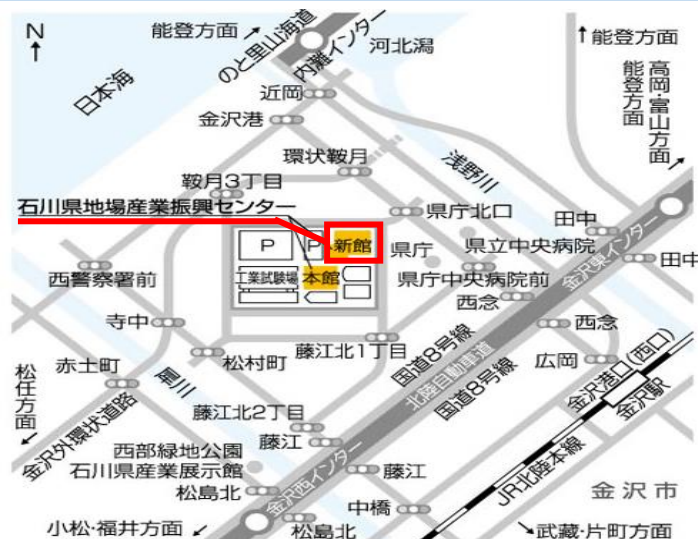 N
能登方面
のと里山海道
内灘インター
河北潟
能登方面
高岡・富山方面
能登方面
日本海
近岡
金沢港
環状鞍月
浅野川
鞍月3丁目
石川県地場産業振興センター
県庁北口
田中
P
P
新館
県庁
県立中央病院
金沢東インター
田中
西警察署前
工業試験場
本館
県庁中央病院前
西念
寺中
西念
藤江北1丁目
国道8号線
北陸自動車道
国道8号線
松村町
広岡
金沢港口(西口)
金沢駅
赤土町
犀川
松任方面
金沢外環状道路
藤江北2丁目
藤江
西部緑地公園
石川県産業展示館
藤江
JR北陸本線
松島北
金沢西インター
中橋
金沢市
小松・福井方面
松島北
武蔵・片町方面